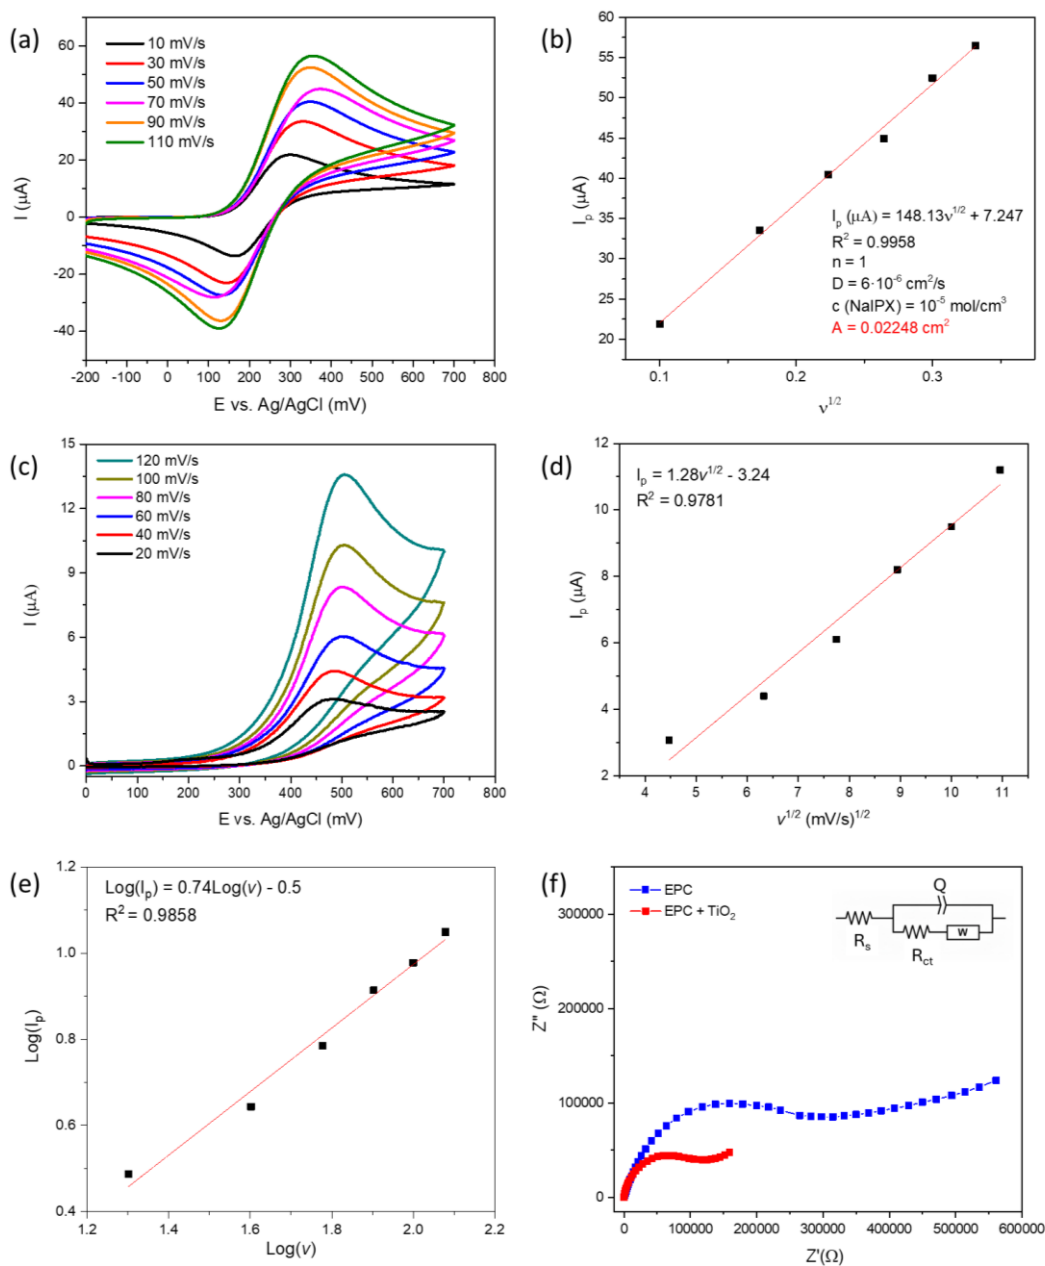 (a)
10 mV/s
30 mV/s
50 mV/s
70 mV/s
90 mV/s
110 mV/s
60
40
20
0
-20
-40
I (μA)
-200 -100 0 100 200 300 400 500 600 700 800
E vs. Ag/AgCl (mV)
(b)
60
55
50
45
40
35
30
25
20
Iₚ (μA)
Iₚ (μA) = 148.13ν^1/2 + 7.247
R² = 0.9958
n = 1
D = 6·10⁻⁶ cm²/s
c (NaIPX) = 10⁻⁵ mol/cm³
A = 0.02248 cm²
0.1 0.2 0.3
ν^1/2
(c)
120 mV/s
100 mV/s
80 mV/s
60 mV/s
40 mV/s
20 mV/s
15
12
9
6
3
0
I (μA)
0 100 200 300 400 500 600 700 800
E vs. Ag/AgCl (mV)
(d)
12
10
8
6
4
2
Iₚ (μA)
Iₚ = 1.28ν^1/2 - 3.24
R² = 0.9781
4 5 6 7 8 9 10 11
ν^1/2 (mV/s)^1/2
(e)
Log(Iₚ) = 0.74Log(ν) - 0.5
R² = 0.9858
1.2
1.0
0.8
0.6
0.4
Log(Iₚ)
1.2 1.4 1.6 1.8 2.0 2.2
Log(ν)
(f)
EPC
EPC + TiO₂
Q
Rₛ
W
R_ct
300000
200000
100000
0
Z'' (Ω)
0 100000 200000 300000 400000 500000 600000
Z'(Ω)